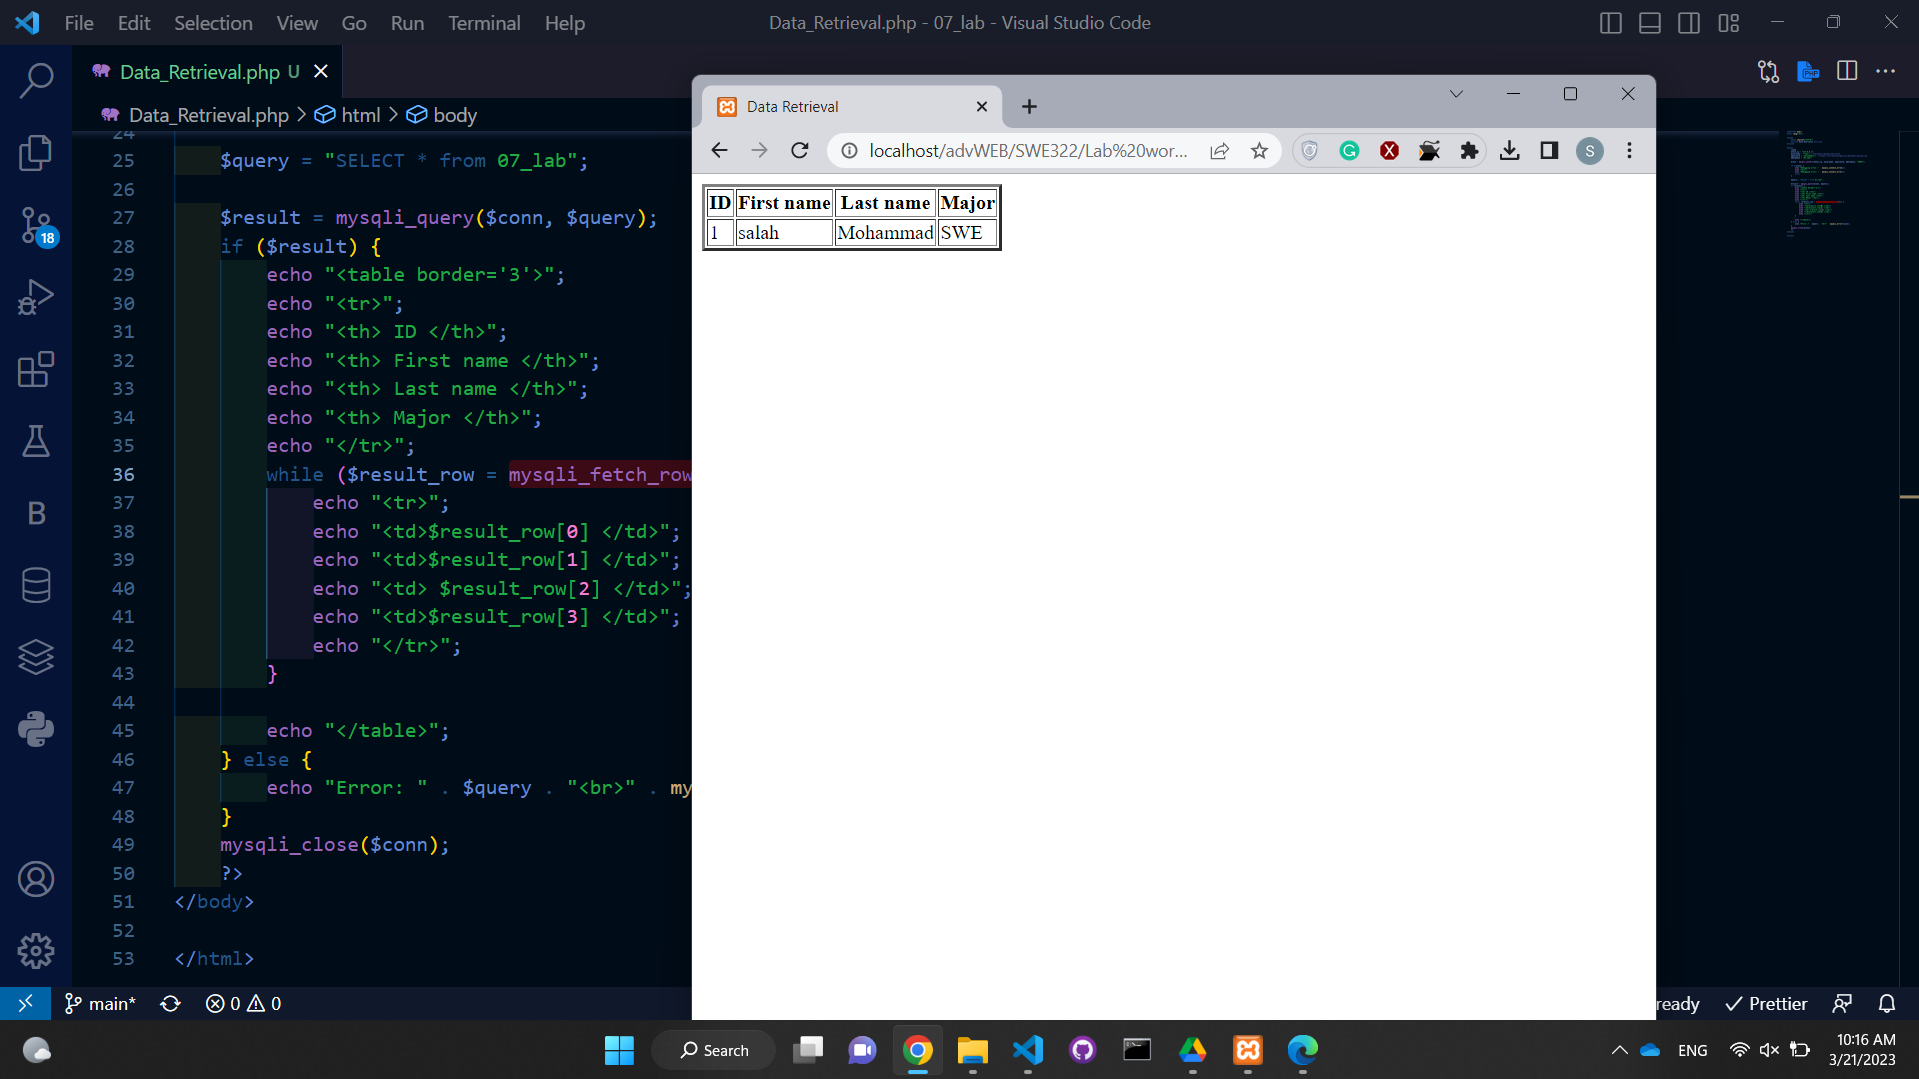 File Edit Selection View Go Run Terminal Help
Data_Retrieval.php - 07_lab - Visual Studio Code
Data_Retrieval.php U
Data_Retrieval.php > html > body
24
25 $query = "SELECT * from 07_lab";
26
27 $result = mysqli_query($conn, $query);
28 if ($result) {
29 echo "<table border='3'>";
30 echo "<tr>";
31 echo "<th> ID </th>";
32 echo "<th> First name </th>";
33 echo "<th> Last name </th>";
34 echo "<th> Major </th>";
35 echo "</tr>";
36 while ($result_row = mysqli_fetch_row
37 echo "<tr>";
38 echo "<td>$result_row[0] </td>";
39 echo "<td>$result_row[1] </td>";
40 echo "<td> $result_row[2] </td>";
41 echo "<td>$result_row[3] </td>";
42 echo "</tr>";
43 }
44
45 echo "</table>";
46 } else {
47 echo "Error: " . $query . "<br>" . my
48 }
49 mysqli_close($conn);
50 ?>
51 </body>
52
53 </html>
18
B
Data Retrieval
localhost/advWEB/SWE322/Lab%20wor...
S
ID First name Last name Major
1 salah Mohammad SWE
main* 0 0
ready Prettier
Search
ENG
10:16 AM
3/21/2023